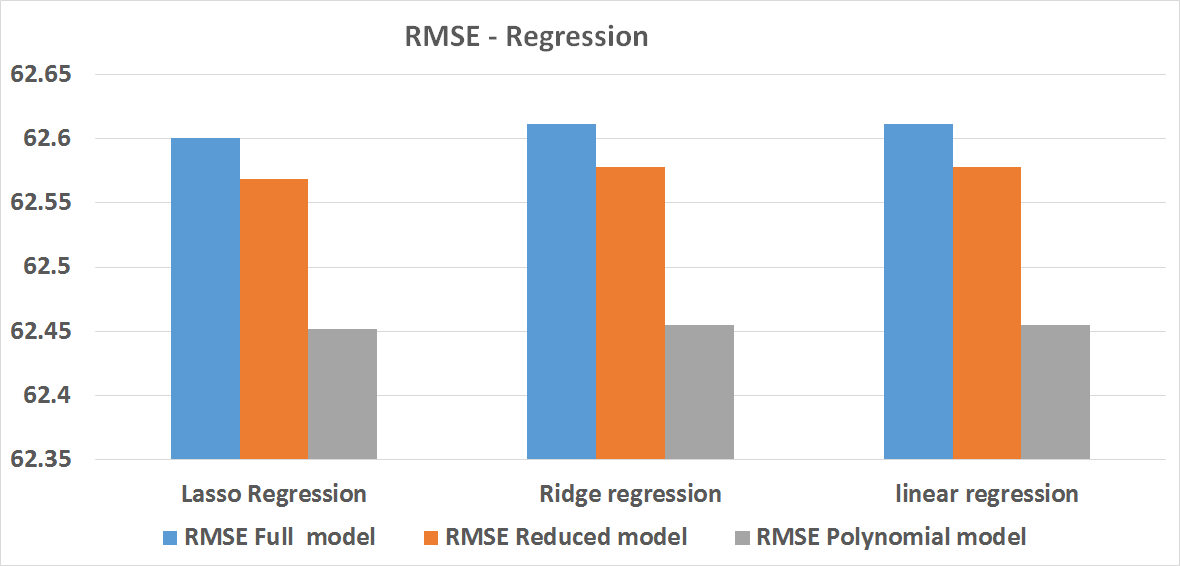 RMSE - Regression
62.65
62.6
62.55
62.5
62.45
62.4
62.35
Lasso Regression Ridge regression linear regression
RMSE Full  model RMSE Reduced model RMSE Polynomial model